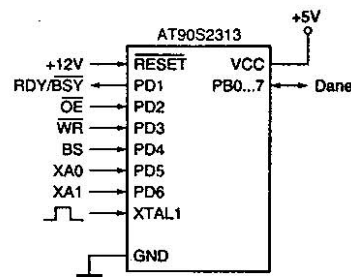 +5V
AT90S2313
+12V RESET VCC
RDY/BSY PD1 PB0...7 Dane
OE PD2
WR PD3
BS PD4
XA0 PD5
XA1 PD6
XTAL1
GND